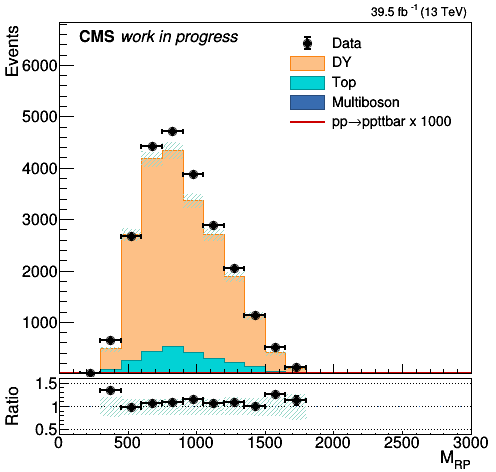 39.5 fb⁻¹ (13 TeV)
CMS work in progress
Events
Data
DY
Top
Multiboson
pp→ppttbar x 1000
6000
5000
4000
3000
2000
1000
Ratio
1.5
1
0.5
0 500 1000 1500 2000 2500 3000
M_RP